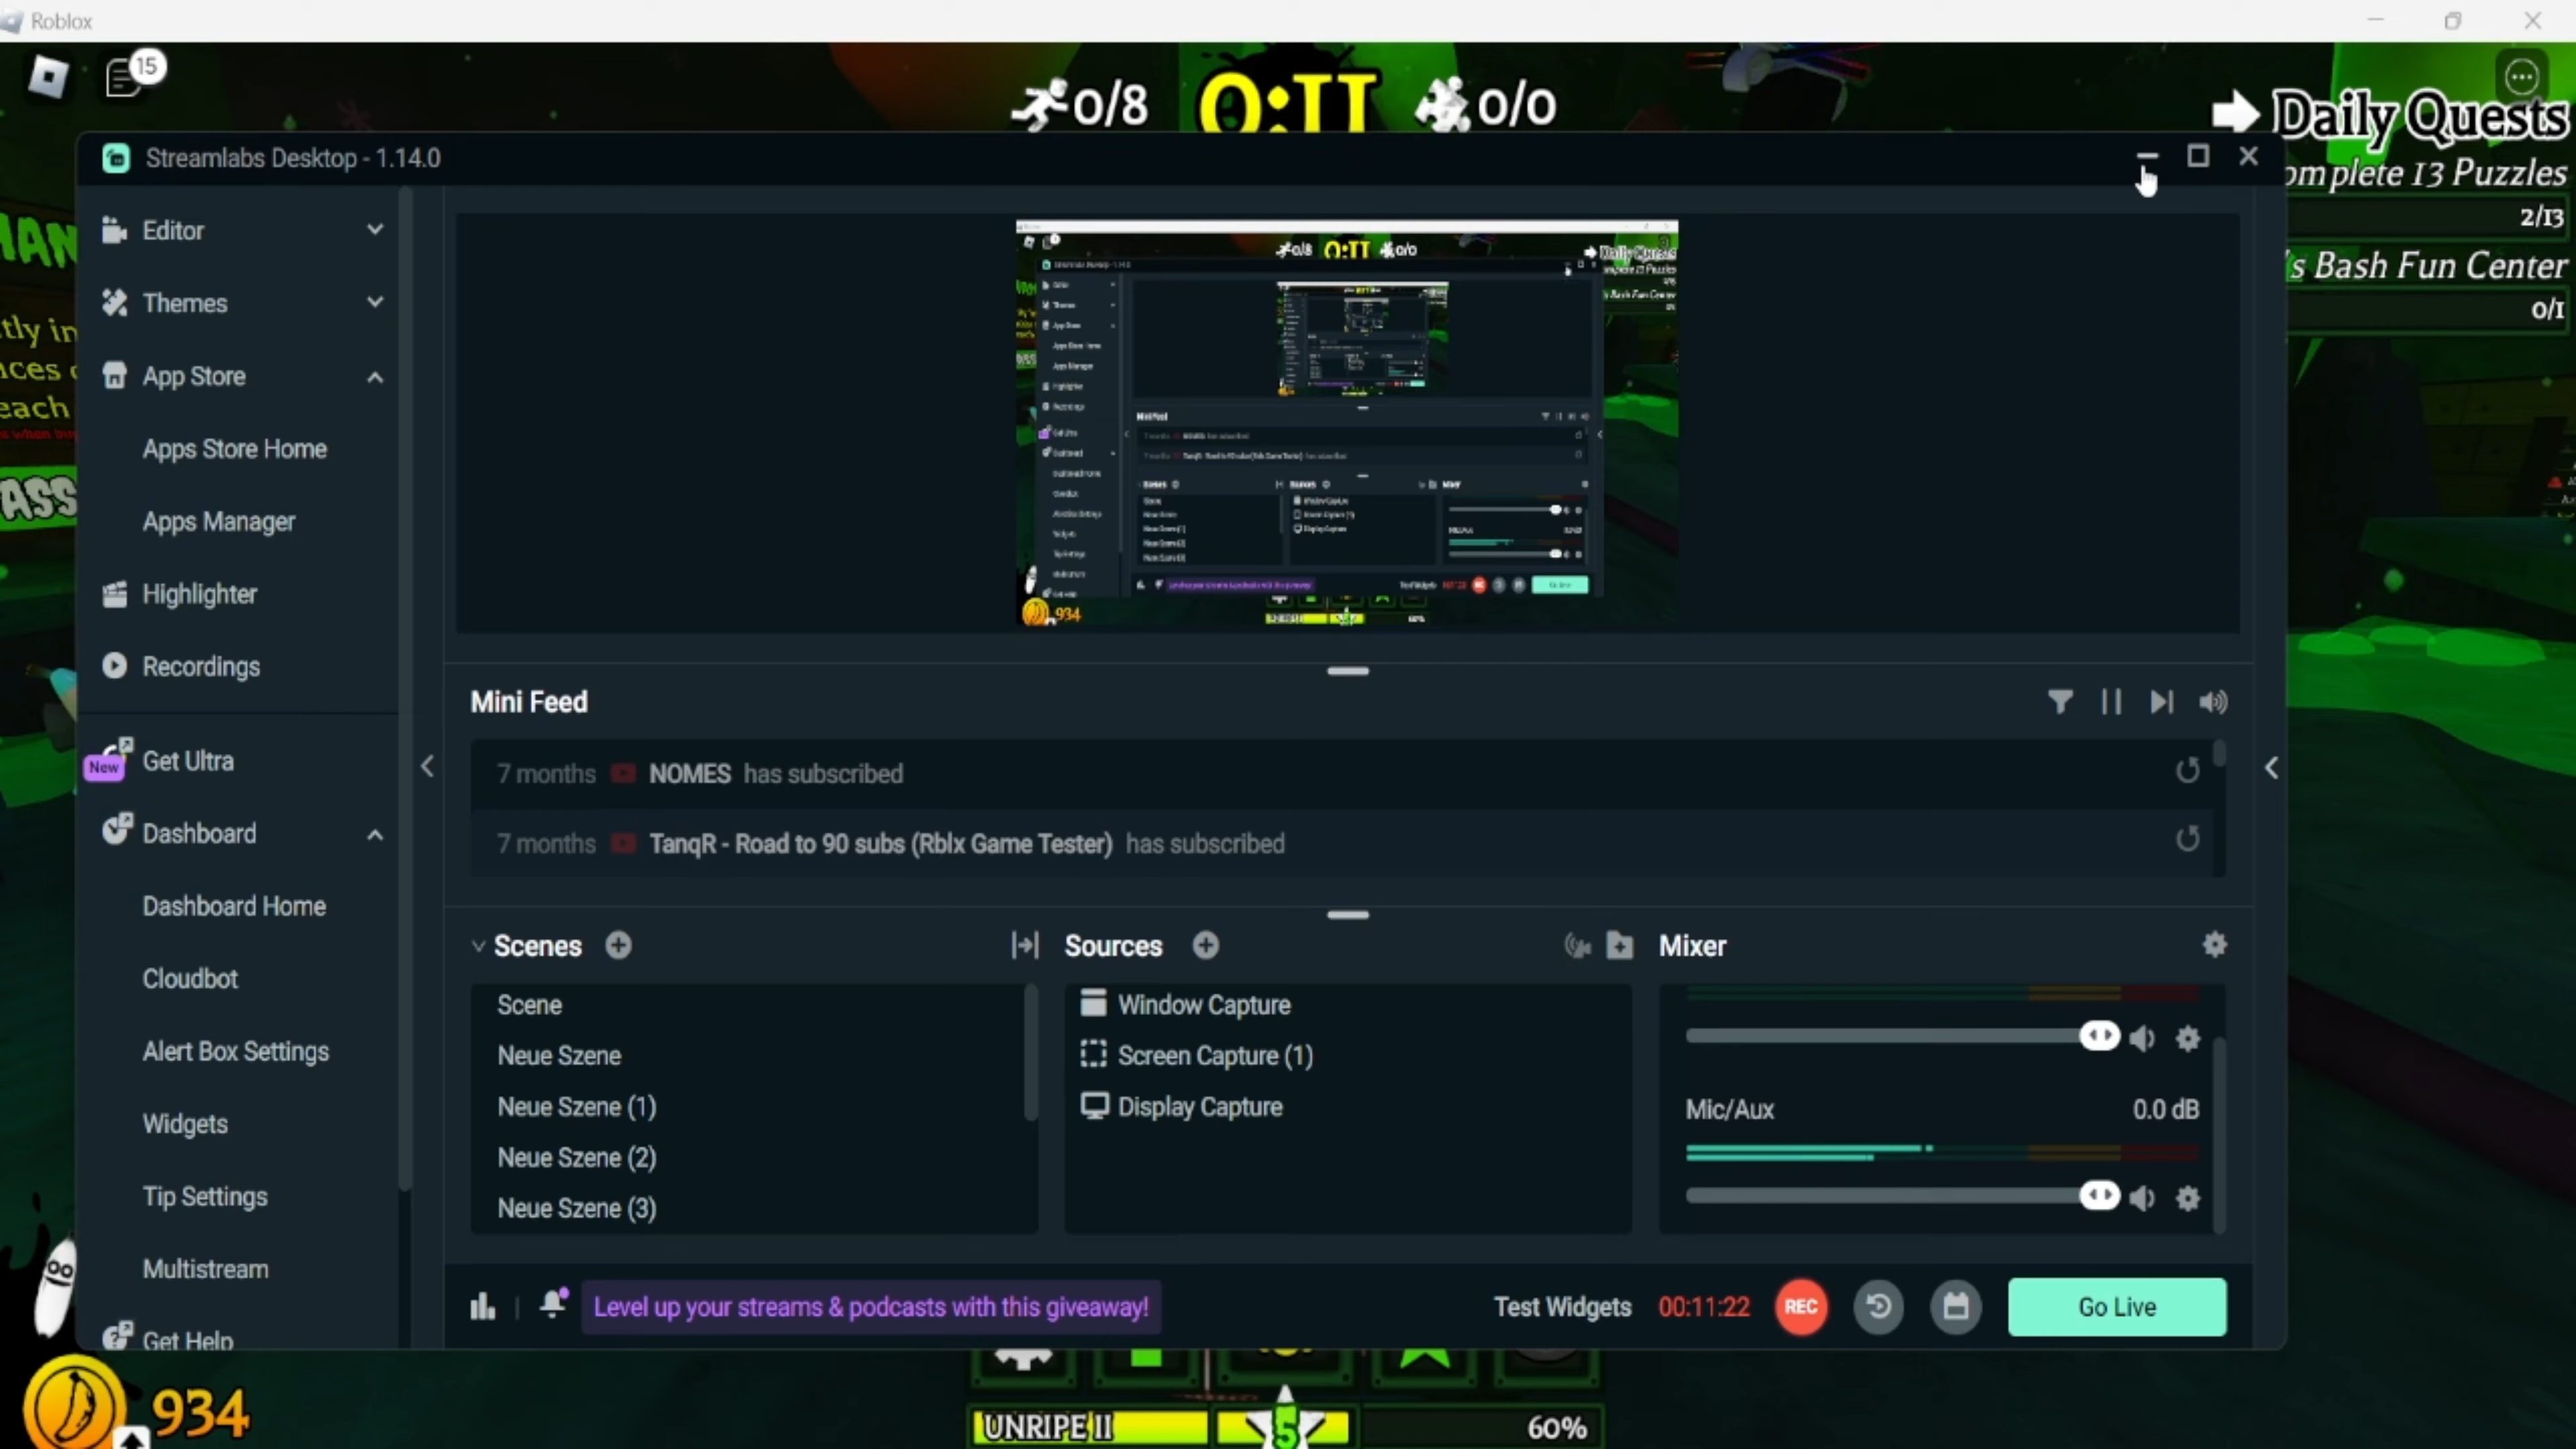 Roblox
15
0/8
0:11
0/0
Daily Quests
omplete 13 Puzzles
2/13
's Bash Fun Center
0/1
Streamlabs Desktop - 1.14.0
Editor
Themes
App Store
Apps Store Home
Apps Manager
Highlighter
Recordings
New
Get Ultra
Dashboard
Dashboard Home
Cloudbot
Alert Box Settings
Widgets
Tip Settings
Multistream
Get Help
tly in
each
ASS
Mini Feed
7 months NOMES has subscribed
7 months TanqR - Road to 90 subs (Rblx Game Tester) has subscribed
Scenes
Scene
Neue Szene
Neue Szene (1)
Neue Szene (2)
Neue Szene (3)
Sources
Window Capture
Screen Capture (1)
Display Capture
Mixer
Mic/Aux 0.0 dB
Level up your streams & podcasts with this giveaway!
Test Widgets 00:11:22 REC
Go Live
934
UNRIPE II
5
60%